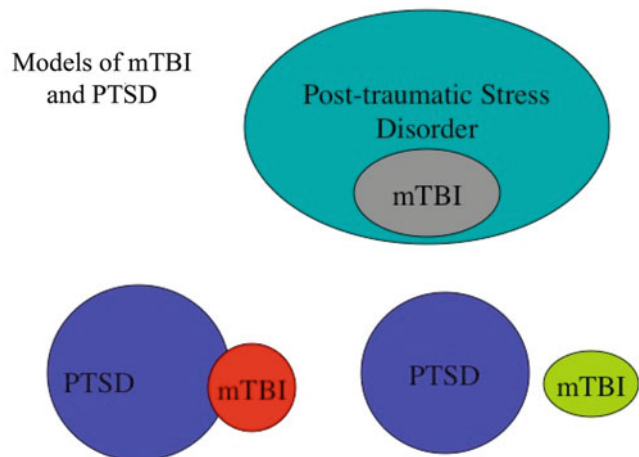 Models of mTBI
and PTSD
Post-traumatic Stress
Disorder
mTBI
PTSD
mTBI
PTSD
mTBI